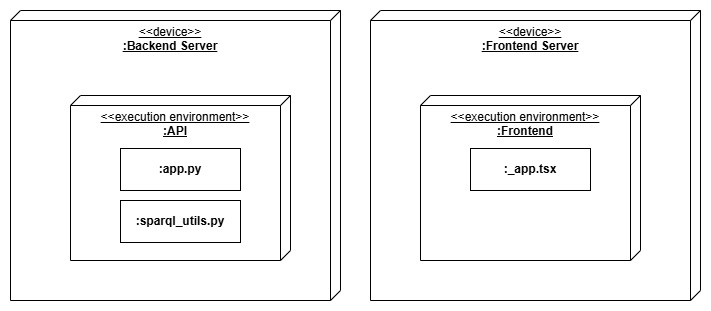 <<device>>
:Backend Server
<<execution environment>>
:API
:app.py
:sparql_utils.py
<<device>>
:Frontend Server
<<execution environment>>
:Frontend
:_app.tsx